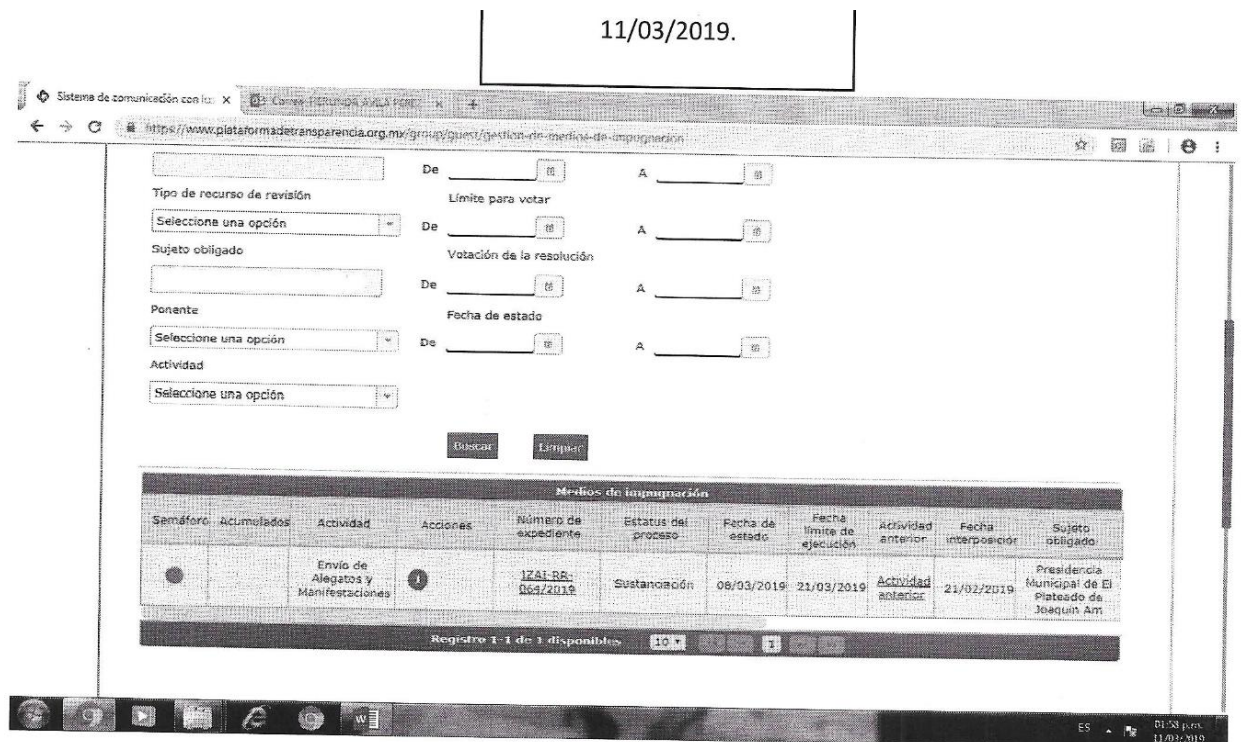 11/03/2019.
Sistema de comunicación con los X
https://www.plataformadetransparencia.org.mx/group/guest/gestion-de-medios-de-impugnación
De A
Tipo de recurso de revisión Límite para votar
Seleccione una opción De A
Sujeto obligado Votación de la resolución
De A
Ponente Fecha de estado
Seleccione una opción De A
Actividad
Seleccione una opción
Buscar Limpiar
Medios de impugnación
Semáforo Acumulados Actividad Acciones Número de expediente Estatus del proceso Fecha de estado Fecha límite de ejecución Actividad anterior Fecha interposición Sujeto obligado
Envío de Alegatos y Manifestaciones IZAI-RR-064/2019 Sustanciación 08/03/2019 21/03/2019 Actividad anterior 21/02/2019 Presidencia Municipal de El Plateado de Joaquín Am
Registro 1-1 de 1 disponibles 10 1
ES 01:58 p.m.
11/03/2019